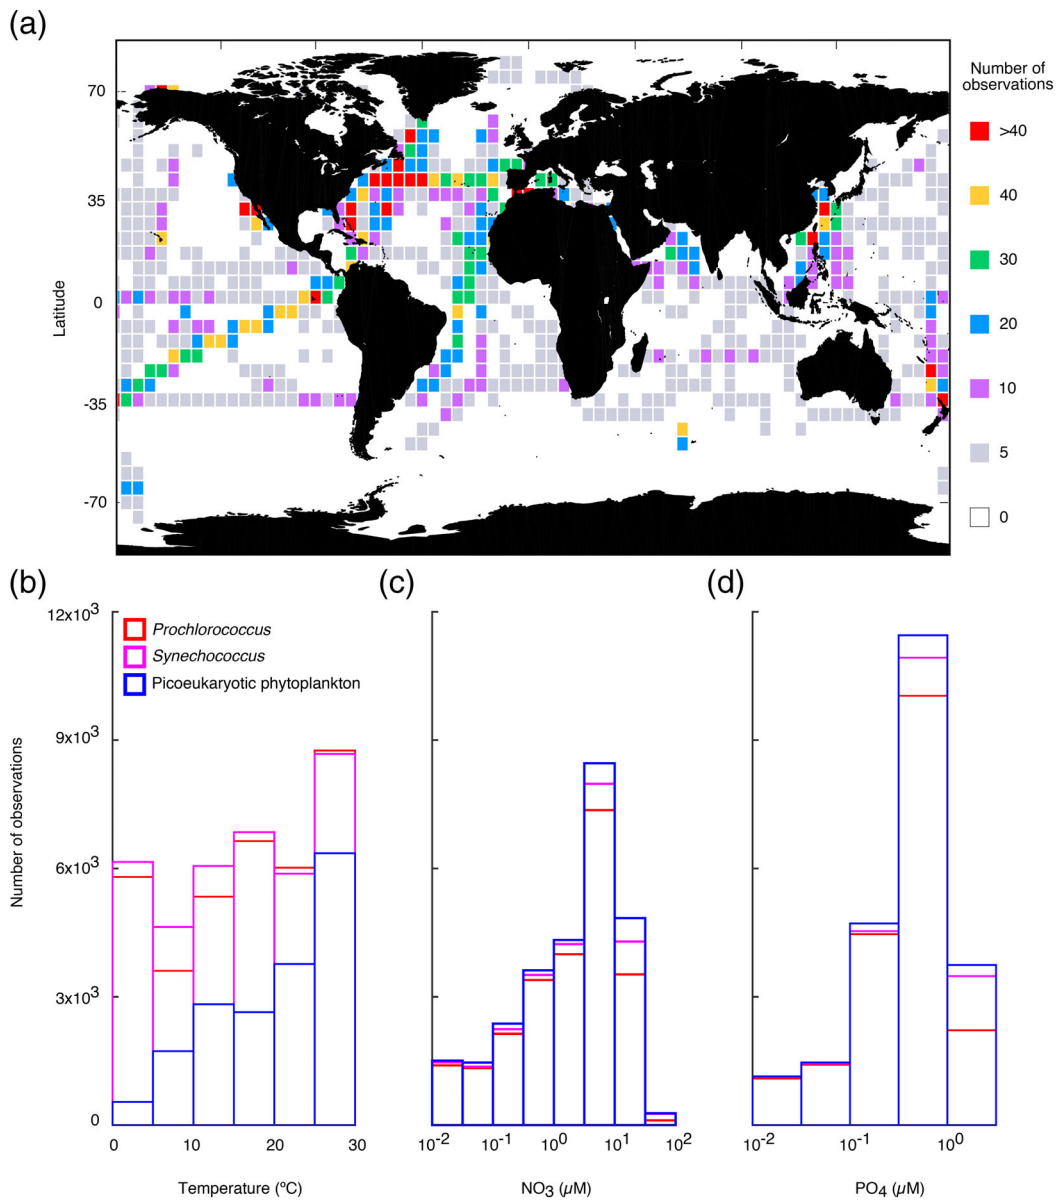 (a)
Number of
observations
70
>40
40
35
30
Latitude
0
20
-35
10
5
-70
0
(b)
(c)
(d)
12x10³
Prochlorococcus
Synechococcus
Picoeukaryotic phytoplankton
9x10³
Number of observations
6x10³
3x10³
0
0 10 20 30
10⁻² 10⁻¹ 10⁰ 10¹ 10²
10⁻² 10⁻¹ 10⁰
Temperature (ºC)
NO₃ (µM)
PO₄ (µM)